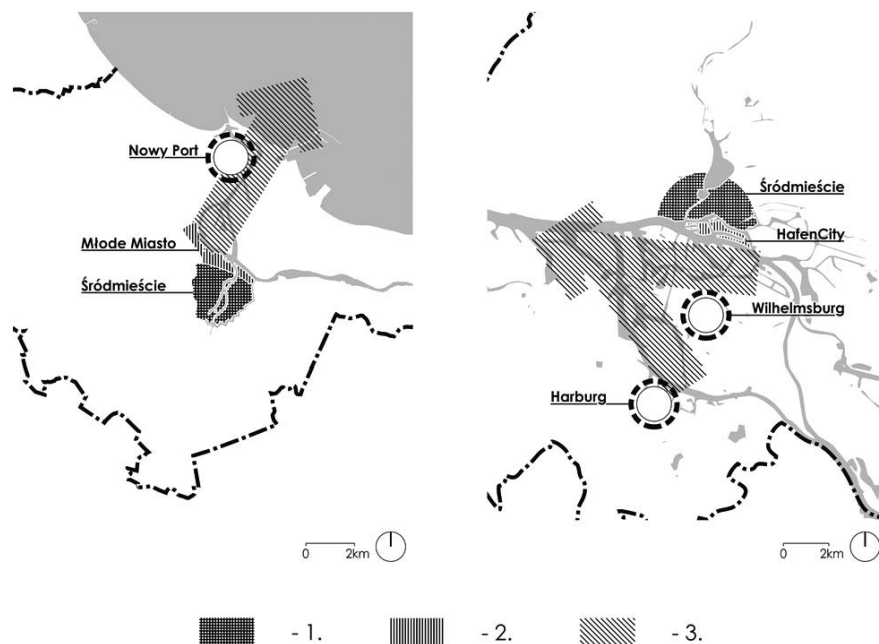 Nowy Port
Młode Miasto
Śródmieście
0 2km
Śródmieście
HafenCity
Wilhelmsburg
Harburg
0 2km
- 1.
- 2.
- 3.